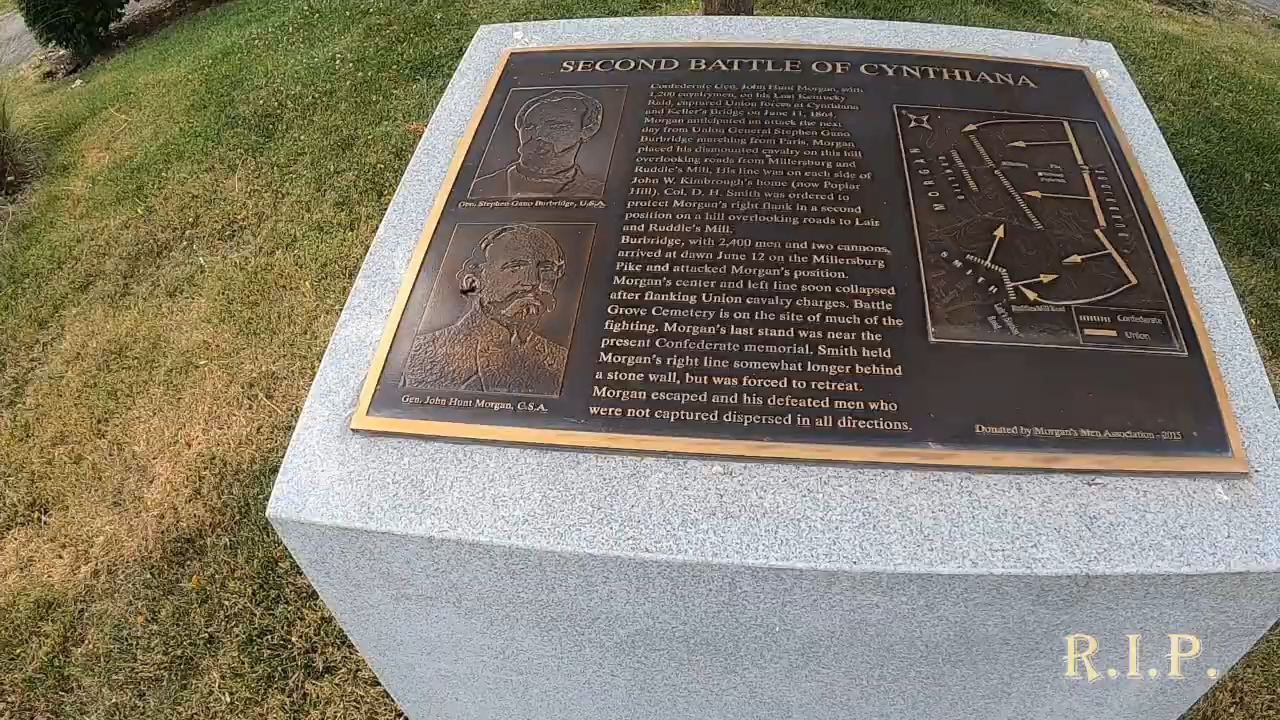 SECOND BATTLE OF CYNTHIANA
Confederate Gen. John Hunt Morgan, with
1,200 cavalrymen, on his Last Kentucky
Raid, captured Union forces at Cynthiana
and Keller's Bridge on June 11, 1864.
Morgan anticipated an attack the next
day from Union General Stephen Gano
Burbridge marching from Paris. Morgan
placed his dismounted cavalry on this hill
overlooking roads from Millersburg and
Ruddle's Mill. His line was on each side of
John W. Kimbrough's home (now Poplar
Hill). Col. D. H. Smith was ordered to
protect Morgan's right flank in a second
position on a hill overlooking roads to Lair
and Ruddle's Mill.
Burbridge, with 2,400 men and two cannons,
arrived at dawn June 12 on the Millersburg
Pike and attacked Morgan's position.
Morgan's center and left line soon collapsed
after flanking Union cavalry charges. Battle
Grove Cemetery is on the site of much of the
fighting. Morgan's last stand was near the
present Confederate memorial. Smith held
Morgan's right line somewhat longer behind
a stone wall, but was forced to retreat.
Morgan escaped and his defeated men who
were not captured dispersed in all directions.
Gen. Stephen Gano Burbridge, U.S.A.
Gen. John Hunt Morgan, C.S.A.
MORGAN
BURBRIDGE
SMITH
Confederate
Union
Donated by Morgan's Men Association - 2015
R.I.P.